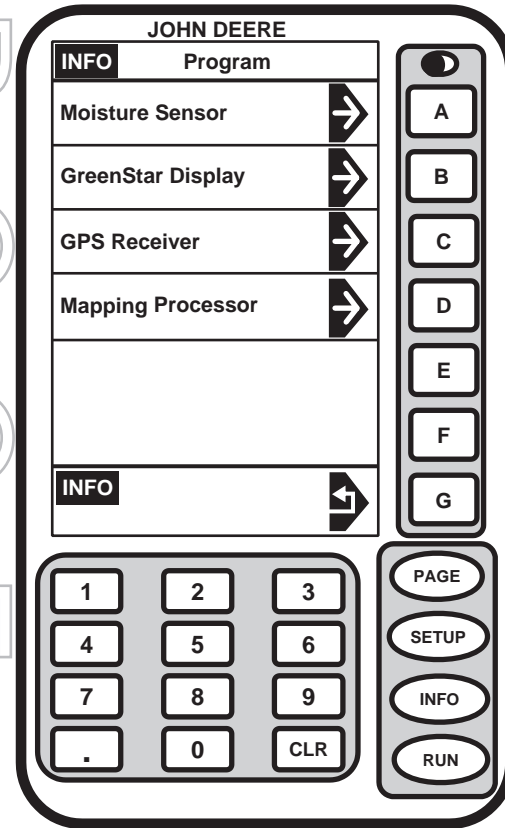 JOHN DEERE
INFO Program
Moisture Sensor
GreenStar Display
GPS Receiver
Mapping Processor
INFO
A
B
C
D
E
F
G
1 2 3
4 5 6
7 8 9
. 0 CLR
PAGE
SETUP
INFO
RUN